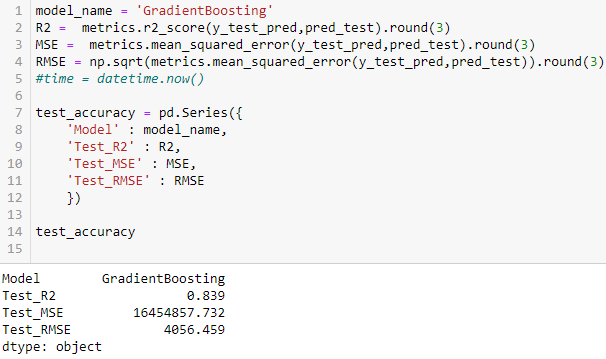 1 model_name = 'GradientBoosting'
2 R2 =  metrics.r2_score(y_test_pred,pred_test).round(3)
3 MSE =  metrics.mean_squared_error(y_test_pred,pred_test).round(3)
4 RMSE = np.sqrt(metrics.mean_squared_error(y_test_pred,pred_test)).round(3)
5 #time = datetime.now()
6
7 test_accuracy = pd.Series({
8     'Model' : model_name,
9     'Test_R2' : R2,
10     'Test_MSE' : MSE,
11     'Test_RMSE' : RMSE
12     })
13
14 test_accuracy
15
Model        GradientBoosting
Test_R2                 0.839
Test_MSE         16454857.732
Test_RMSE            4056.459
dtype: object